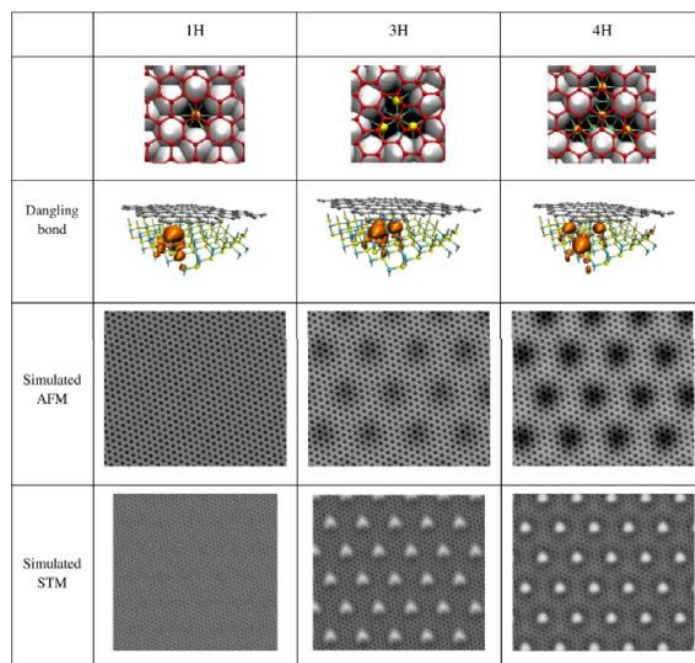 1H 3H 4H
Dangling
bond
Simulated
AFM
Simulated
STM